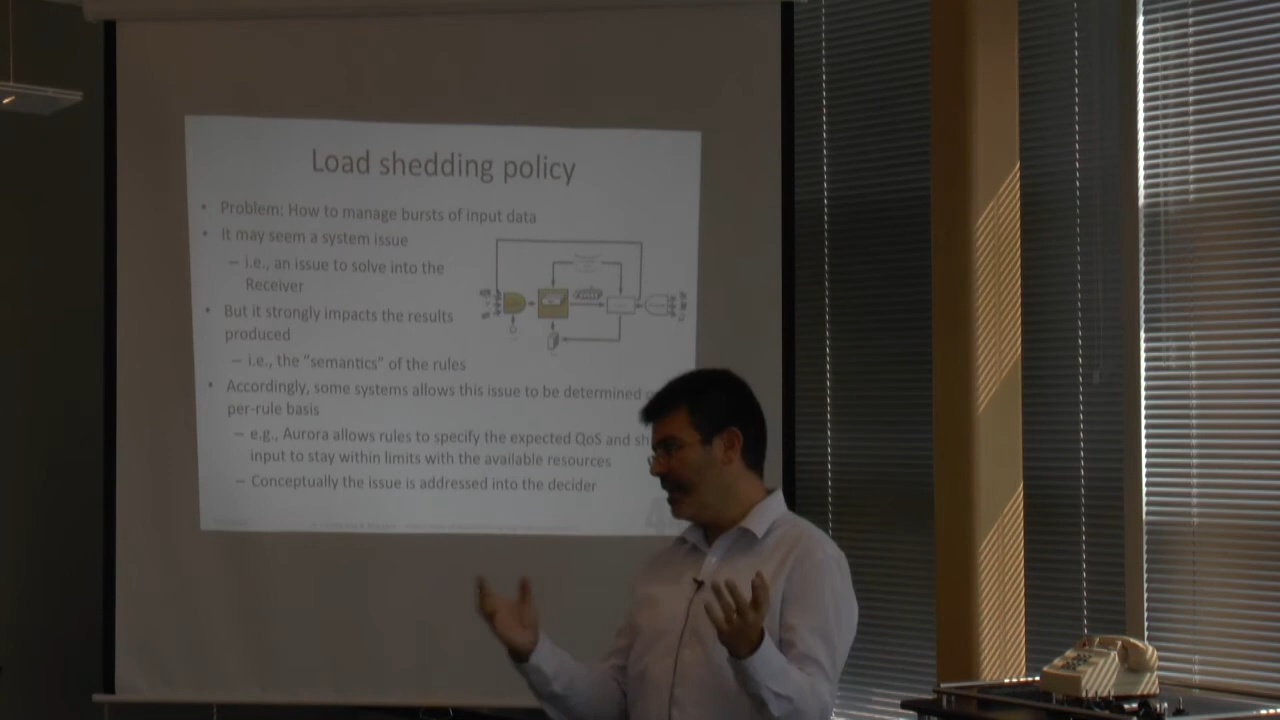 Load shedding policy
• Problem: How to manage bursts of input data
• It may seem a system issue
– i.e., an issue to solve into the
Receiver
• But it strongly impacts the results
produced
– i.e., the "semantics" of the rules
• Accordingly, some systems allows this issue to be determined
per-rule basis
– e.g., Aurora allows rules to specify the expected QoS and sh
input to stay within limits with the available resources
– Conceptually the issue is addressed into the decider